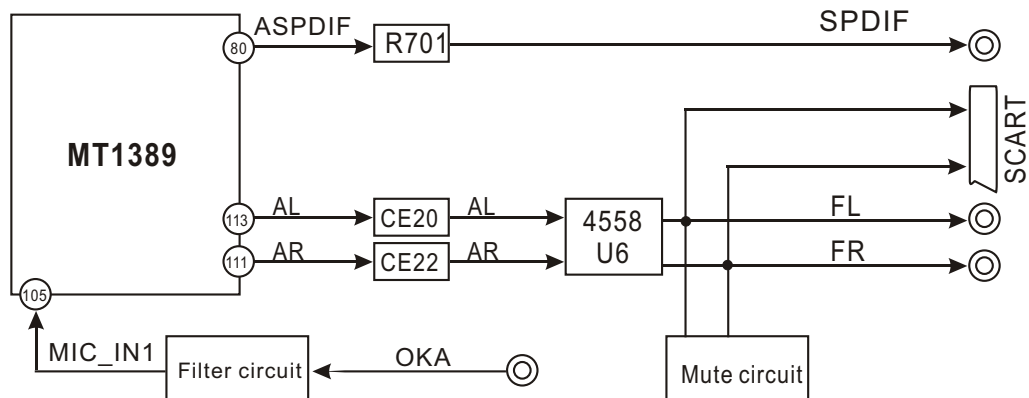 ASPDIF
SPDIF
80
R701
MT1389
SCART
AL
AL
FL
113
CE20
4558
U6
AR
AR
FR
111
CE22
105
MIC_IN1
Filter circuit
OKA
Mute circuit